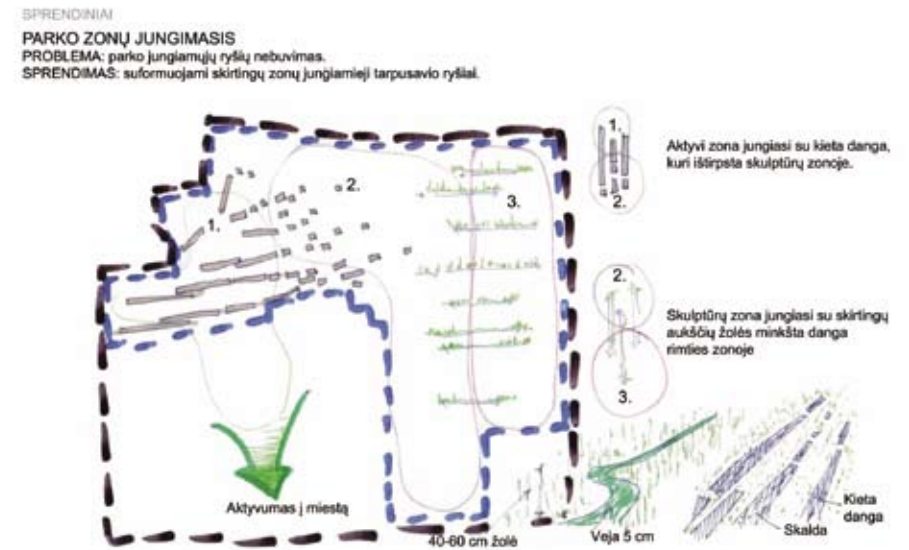 SPRENDINIAI
PARKO ZONŲ JUNGIMASIS
PROBLEMA: parko jungiamųjų ryšių nebuvimas.
SPRENDIMAS: suformuojami skirtingų zonų jungiamieji tarpusavio ryšiai.
1.
2.
3.
1.
2.
Aktyvi zona jungiasi su kieta danga,
kuri ištirpsta skulptūrų zonoje.
2.
3.
Skulptūrų zona jungiasi su skirtingų
aukščių žolės minkšta danga
rimties zonoje
Aktyvumas į miestą
40-60 cm žolė
Veja 5 cm
Skalda
Kieta
danga